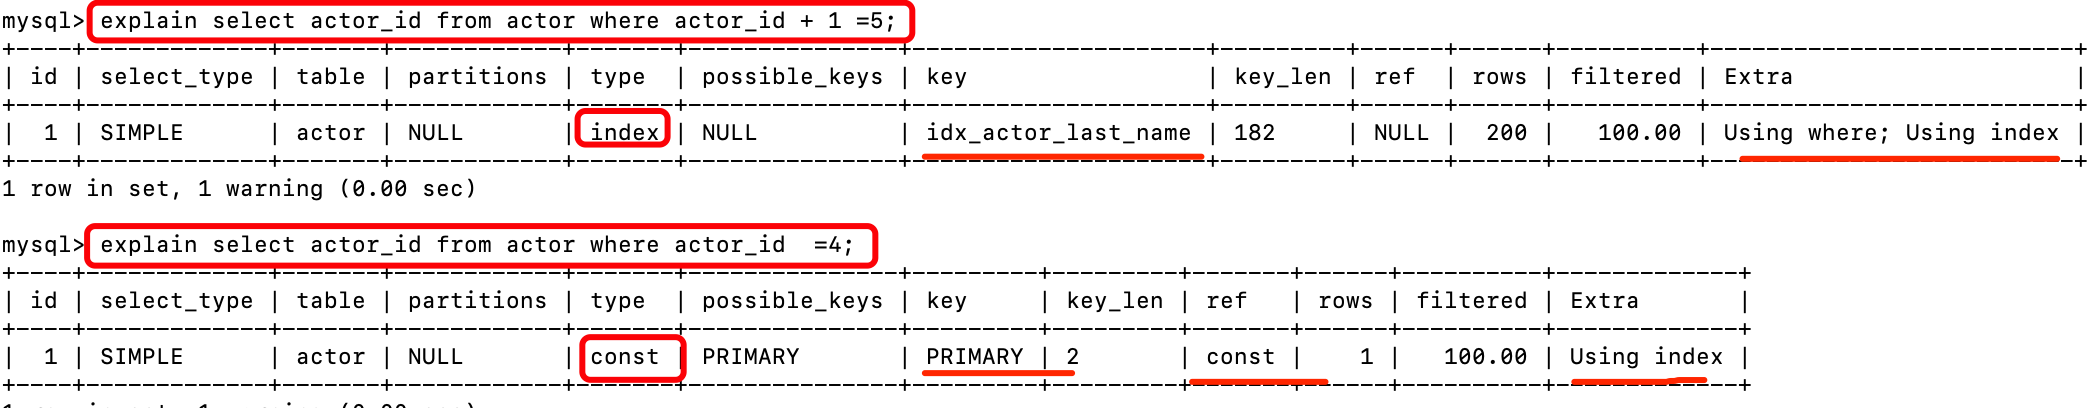 mysql> explain select actor_id from actor where actor_id + 1 =5;
+----+-------------+-------+------------+-------+---------------+---------------------+---------+------+------+----------+--------------------------+
| id | select_type | table | partitions | type  | possible_keys | key                 | key_len | ref  | rows | filtered | Extra                    |
+----+-------------+-------+------------+-------+---------------+---------------------+---------+------+------+----------+--------------------------+
|  1 | SIMPLE      | actor | NULL       | index | NULL          | idx_actor_last_name | 182     | NULL |  200 |   100.00 | Using where; Using index |
+----+-------------+-------+------------+-------+---------------+---------------------+---------+------+------+----------+--------------------------+
1 row in set, 1 warning (0.00 sec)
mysql> explain select actor_id from actor where actor_id  =4;
+----+-------------+-------+------------+-------+---------------+---------+---------+-------+------+----------+-------------+
| id | select_type | table | partitions | type  | possible_keys | key     | key_len | ref   | rows | filtered | Extra       |
+----+-------------+-------+------------+-------+---------------+---------+---------+-------+------+----------+-------------+
|  1 | SIMPLE      | actor | NULL       | const | PRIMARY       | PRIMARY | 2       | const |    1 |   100.00 | Using index |
+----+-------------+-------+------------+-------+---------------+---------+---------+-------+------+----------+-------------+